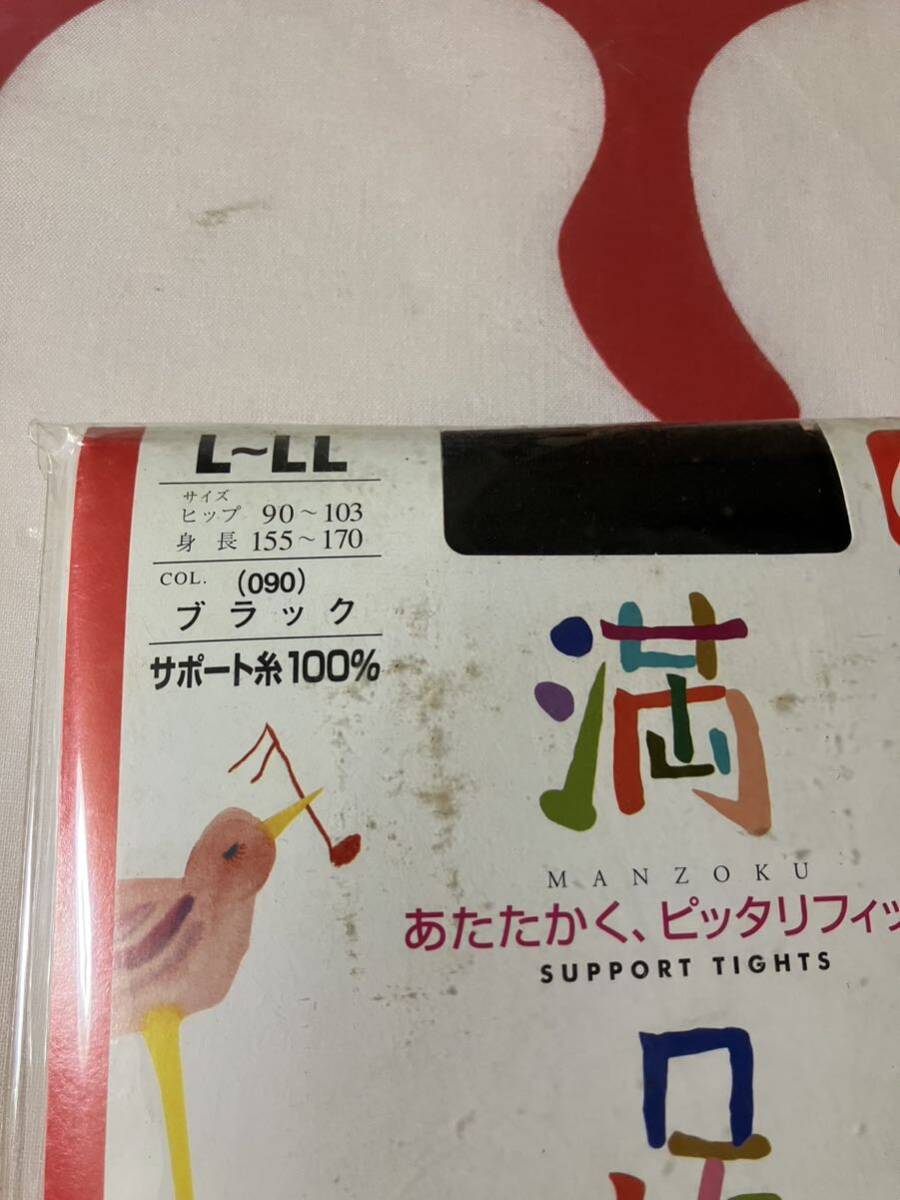 L~LL
サイズ
ヒップ 90～103
身長 155～170
COL. (090)
ブラック
サポート糸100%
満
MANZOKU
あたたかく、ピッタリフィッ
SUPPORT TIGHTS
足